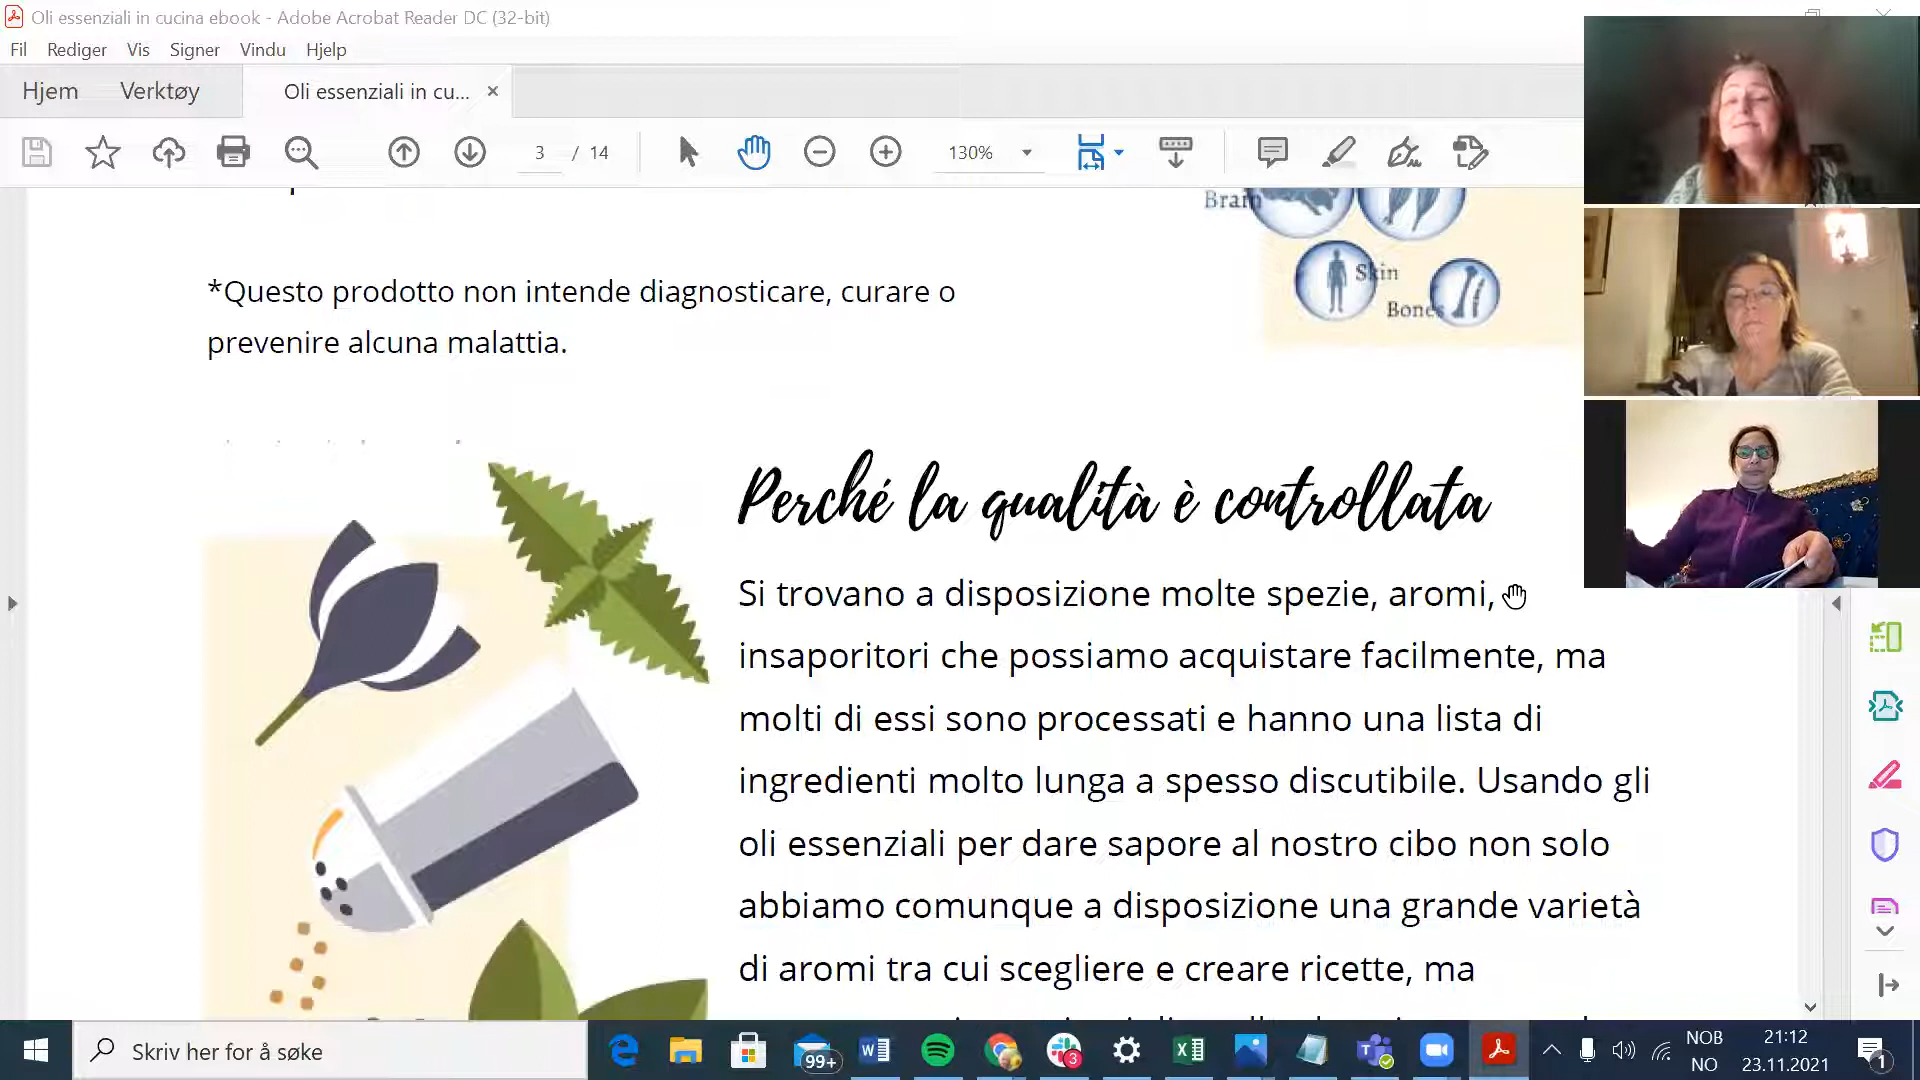 Oli essenziali in cucina ebook - Adobe Acrobat Reader DC (32-bit)
Fil Rediger Vis Signer Vindu Hjelp
Hjem Verktøy Oli essenziali in cu...
3 / 14 130%
Brain
Skin
Bones
*Questo prodotto non intende diagnosticare, curare o
prevenire alcuna malattia.
Perché la qualità è controllata
Si trovano a disposizione molte spezie, aromi,
insaporitori che possiamo acquistare facilmente, ma
molti di essi sono processati e hanno una lista di
ingredienti molto lunga a spesso discutibile. Usando gli
oli essenziali per dare sapore al nostro cibo non solo
abbiamo comunque a disposizione una grande varietà
di aromi tra cui scegliere e creare ricette, ma
Skriv her for å søke
99+
3
NOB
NO
21:12
23.11.2021
1